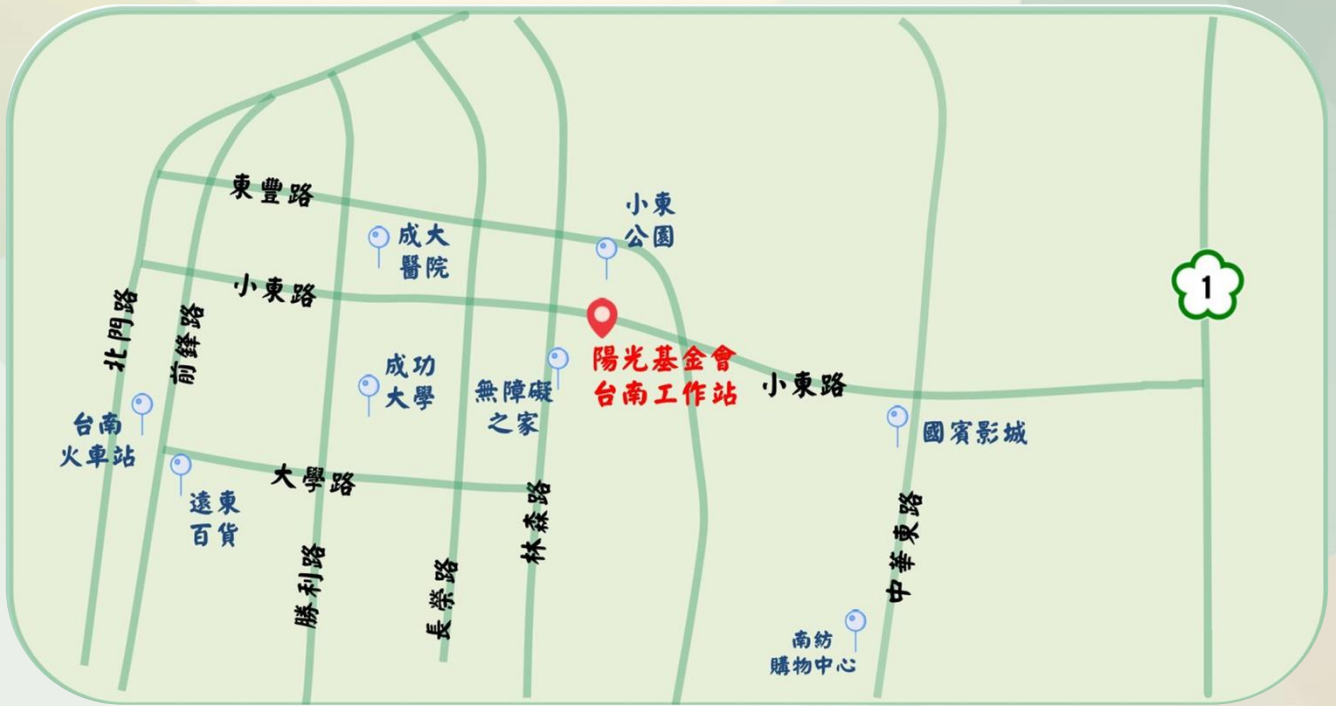 東豐路
小東
公園
成大
醫院
小東路
北門路
前鋒路
1
陽光基金會
台南工作站
成功
大學
無障礙
之家
小東路
台南
火車站
國賓影城
大學路
遠東
百貨
林森路
中華東路
勝利路
長榮路
南紡
購物中心